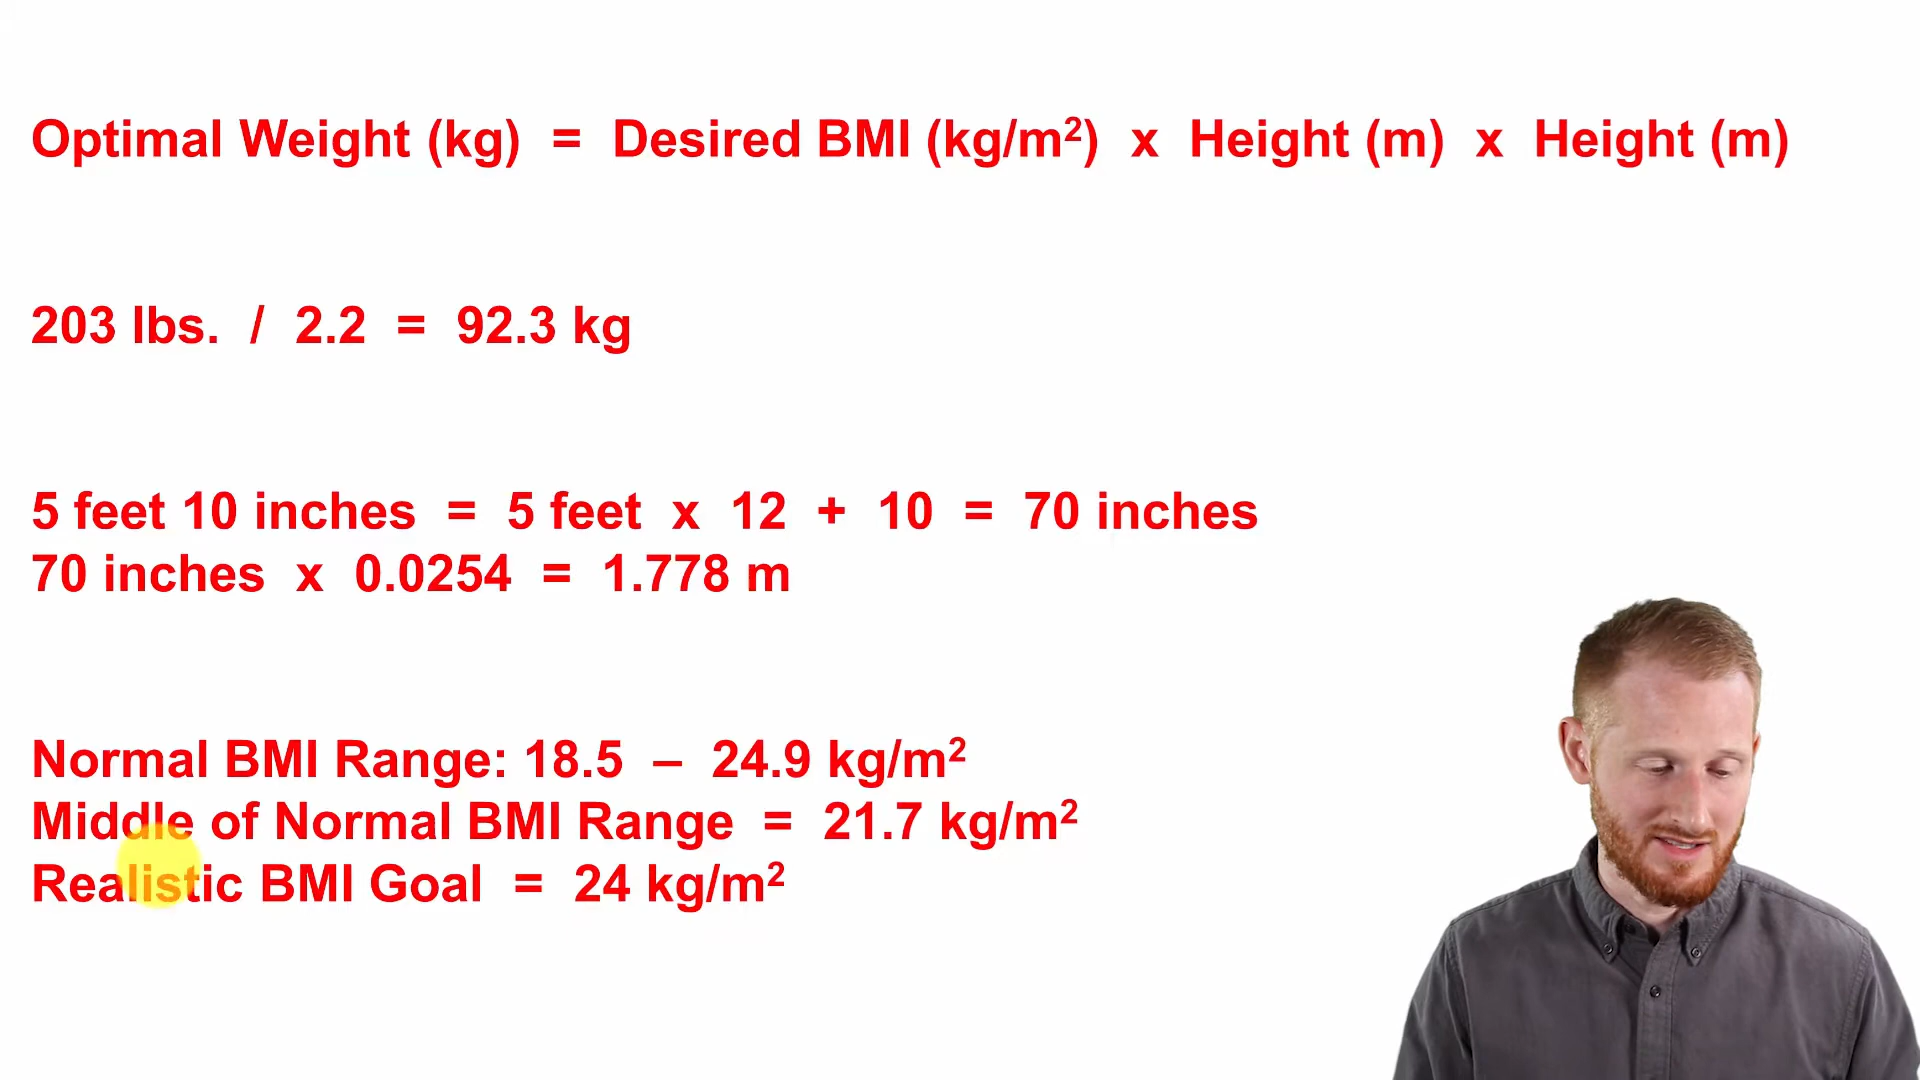 Optimal Weight (kg) = Desired BMI (kg/m²) x Height (m) x Height (m)
203 lbs. / 2.2 = 92.3 kg
5 feet 10 inches = 5 feet x 12 + 10 = 70 inches
70 inches x 0.0254 = 1.778 m
Normal BMI Range: 18.5 – 24.9 kg/m²
Middle of Normal BMI Range = 21.7 kg/m²
Realistic BMI Goal = 24 kg/m²